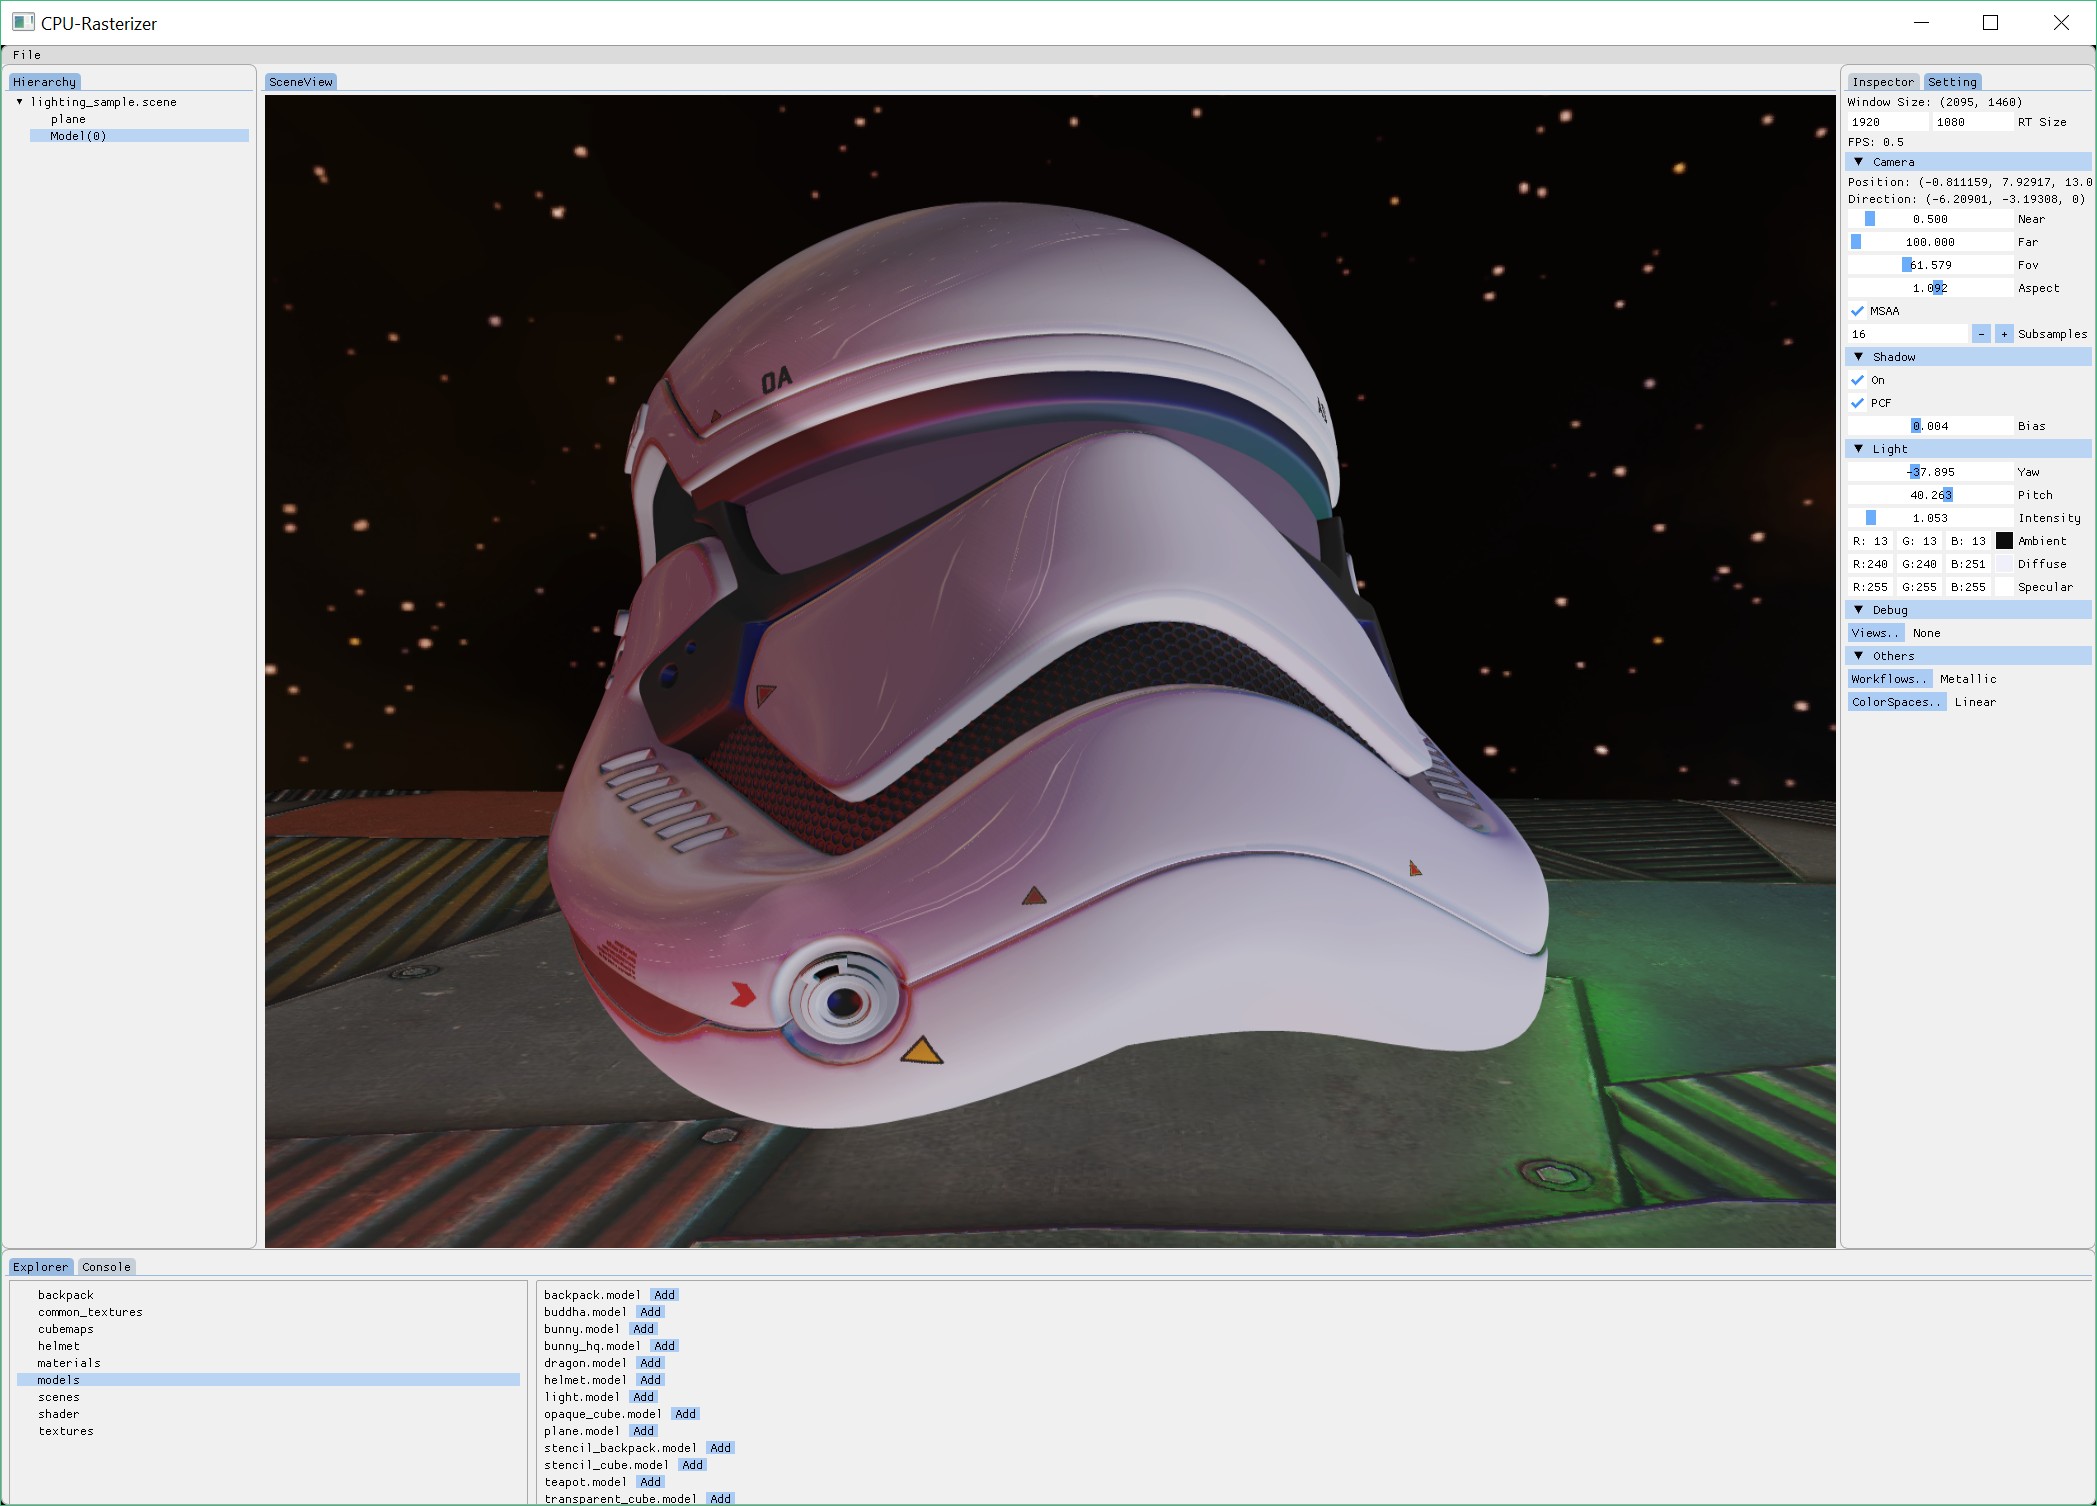 CPU-Rasterizer
File
Hierarchy
lighting_sample.scene
plane
Model(0)
SceneView
OA
Inspector Setting
Window Size: (2095, 1460)
1920 1080 RT Size
FPS: 0.5
Camera
Position: (-0.811159, 7.92917, 13.0
Direction: (-6.20901, -3.19308, 0)
0.500 Near
100.000 Far
61.579 Fov
1.092 Aspect
MSAA
16 - + Subsamples
Shadow
On
PCF
0.004 Bias
Light
-37.895 Yaw
40.263 Pitch
1.053 Intensity
R: 13 G: 13 B: 13 Ambient
R:240 G:240 B:251 Diffuse
R:255 G:255 B:255 Specular
Debug
Views.. None
Others
Workflows.. Metallic
ColorSpaces.. Linear
Explorer Console
backpack
common_textures
cubemaps
helmet
materials
models
scenes
shader
textures
backpack.model Add
buddha.model Add
bunny.model Add
bunny_hq.model Add
dragon.model Add
helmet.model Add
light.model Add
opaque_cube.model Add
plane.model Add
stencil_backpack.model Add
stencil_cube.model Add
teapot.model Add
transparent_cube.model Add